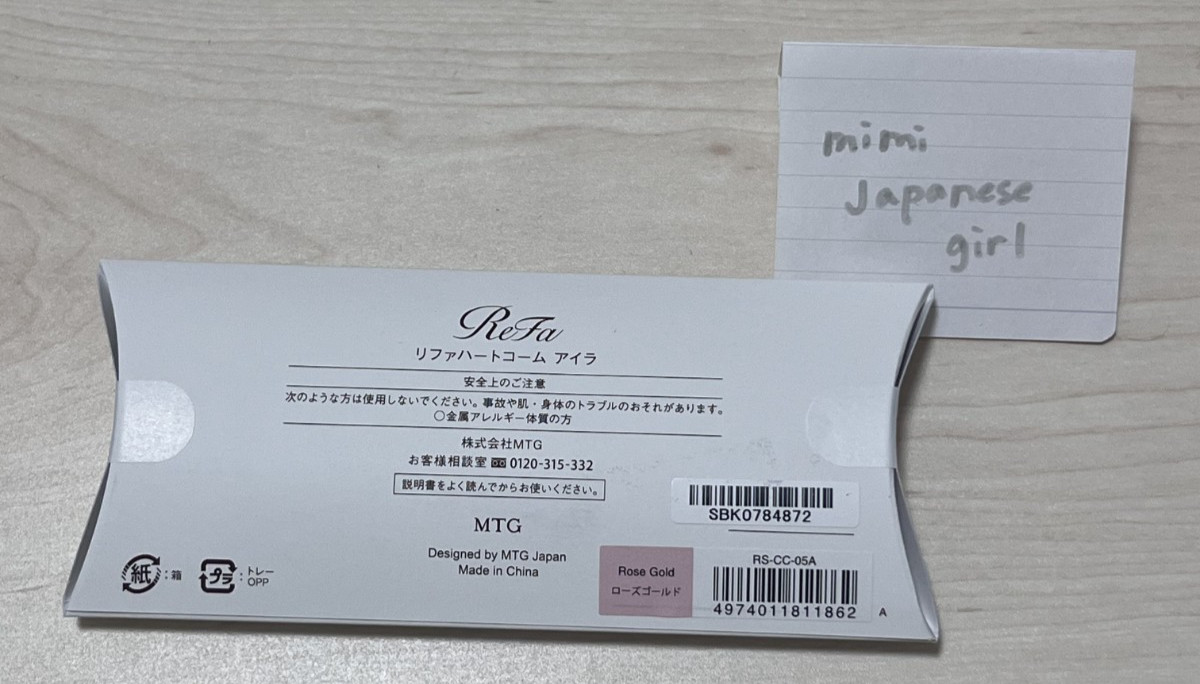 mimi
Japanese
girl
ReFa
リファハートコーム アイラ
安全上のご注意
次のような方は使用しないでください。事故や肌・身体のトラブルのおそれがあります。
○金属アレルギー体質の方
株式会社MTG
お客様相談室 0120-315-332
説明書をよく読んでからお使いください。
MTG
Designed by MTG Japan
Made in China
紙:箱
プラ:トレー
OPP
SBK0784872
Rose Gold
ローズゴールド
RS-CC-05A
4974011811862
A